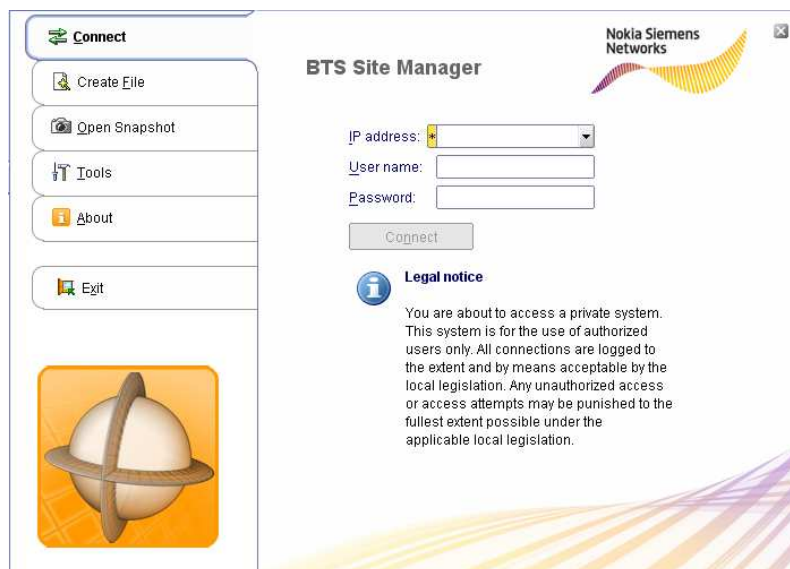 Connect
Create File
Open Snapshot
Tools
About
Exit
Nokia Siemens
Networks
BTS Site Manager
IP address: *
User name:
Password:
Connect
Legal notice
You are about to access a private system.
This system is for the use of authorized
users only. All connections are logged to
the extent and by means acceptable by the
local legislation. Any unauthorized access
or access attempts may be punished to the
fullest extent possible under the
applicable local legislation.